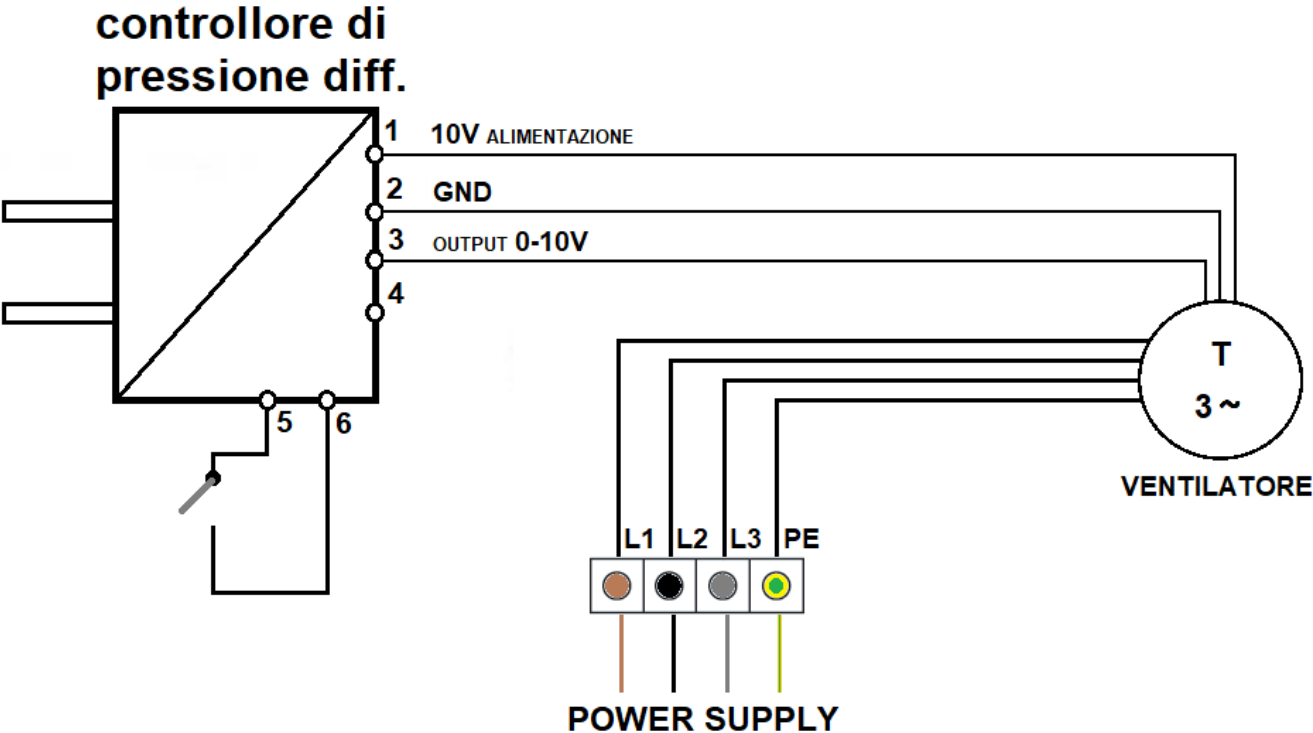 controllore di
pressione diff.
1 10V ALIMENTAZIONE
2 GND
3 OUTPUT 0-10V
4
5 6
T
3 ~
VENTILATORE
L1 L2 L3 PE
POWER SUPPLY